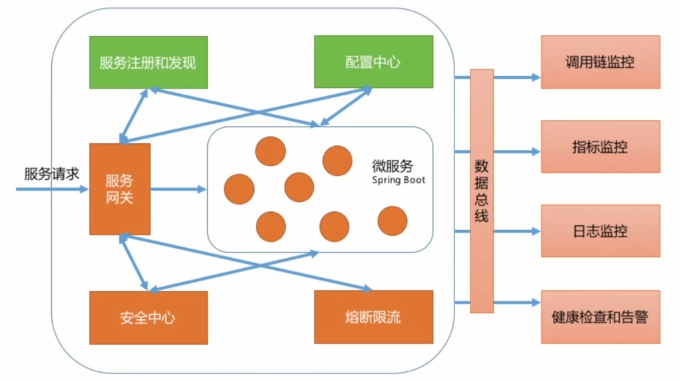 服务注册和发现
配置中心
调用链监控
服务请求
服务
网关
微服务
Spring Boot
数
据
总
线
指标监控
日志监控
安全中心
熔断限流
健康检查和告警